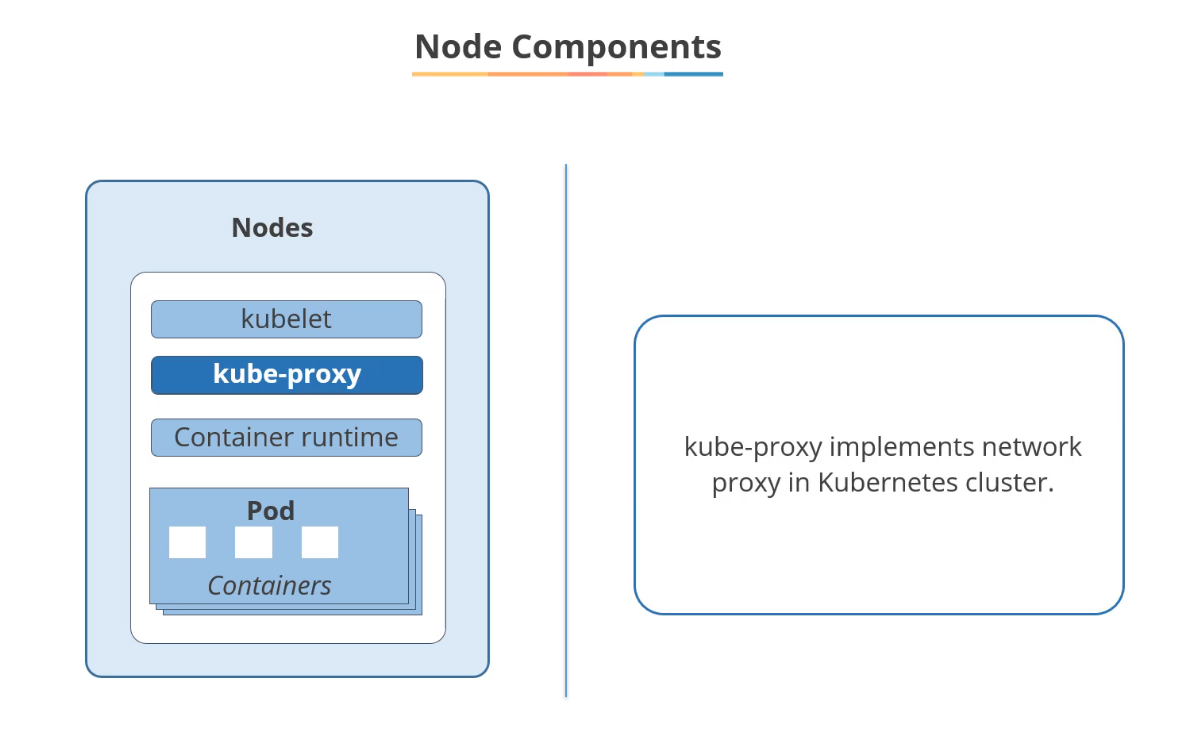 Node Components
Nodes
kubelet
kube-proxy
Container runtime
Pod
Containers
kube-proxy implements network
proxy in Kubernetes cluster.